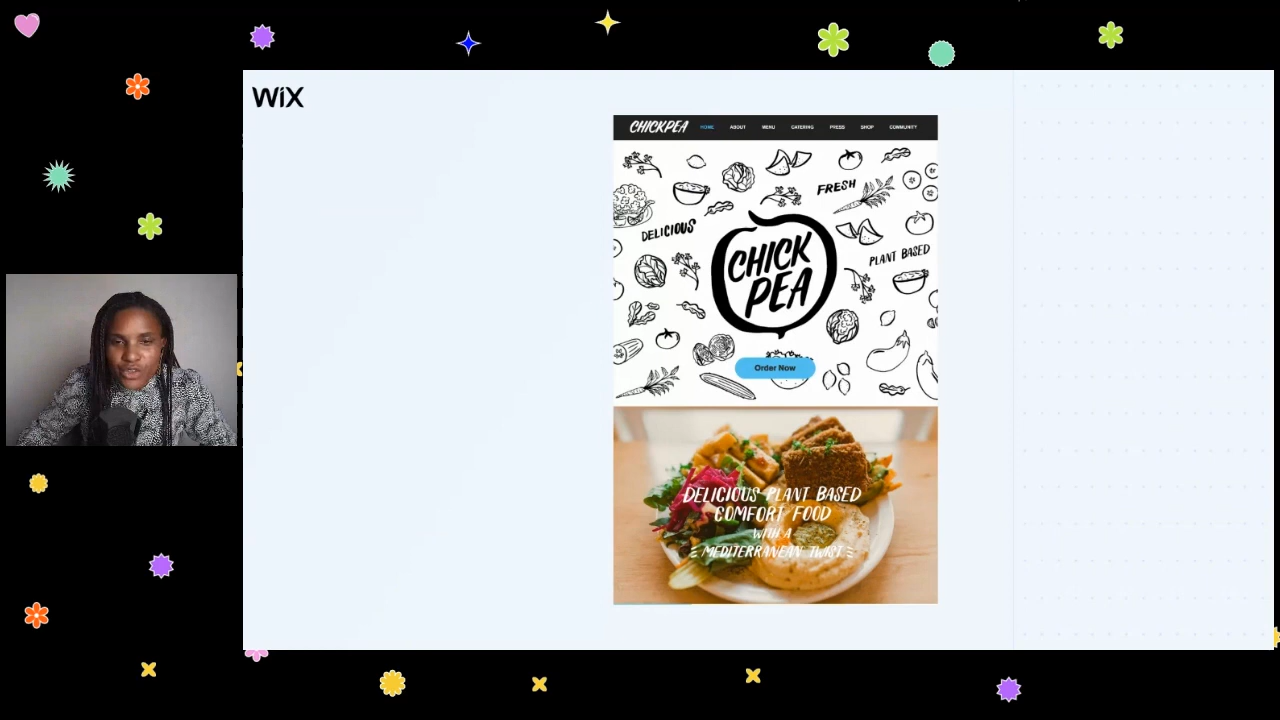 WiX
CHICKPEA HOME ABOUT MENU CATERING PRESS SHOP COMMUNITY
FRESH
DELICIOUS
PLANT BASED
CHICK
PEA
Order Now
DELICIOUS PLANT BASED
COMFORT FOOD
WITH A
MEDITERRANEAN TWIST